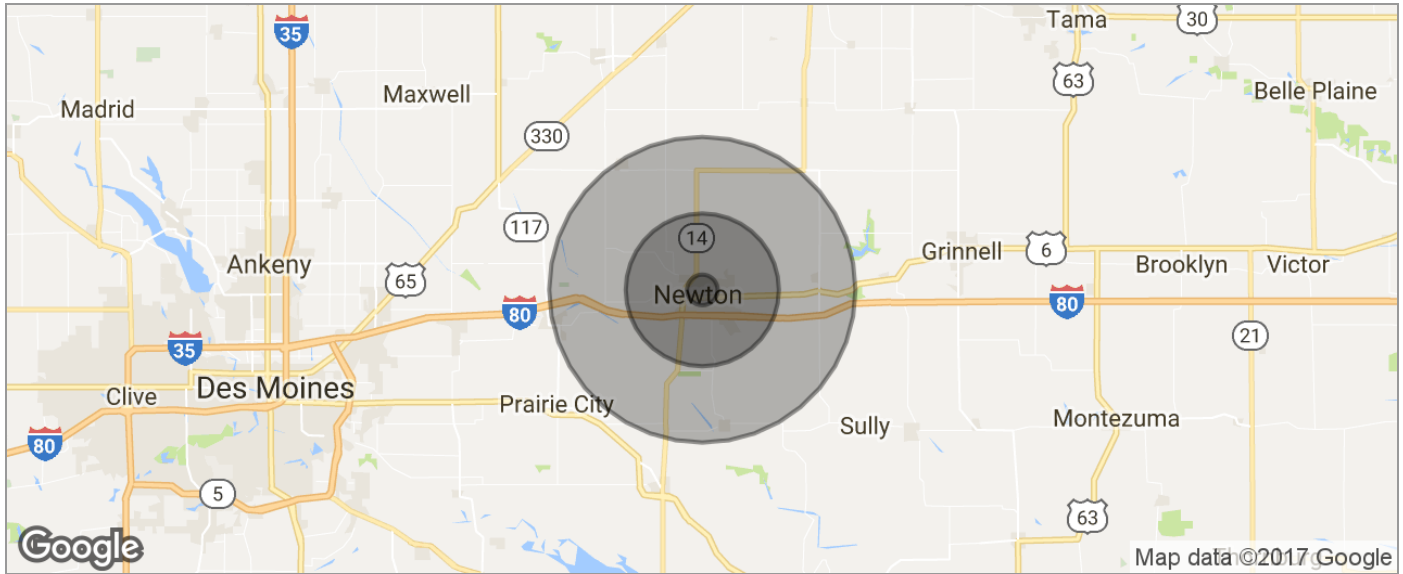 Tama
30
35
63
Belle Plaine
Maxwell
Madrid
330
117
14
Grinnell
6
Ankeny
Brooklyn
Victor
65
Newton
80
80
21
35
Des Moines
Clive
Prairie City
Sully
Montezuma
80
5
63
Google
Map data ©2017 Google